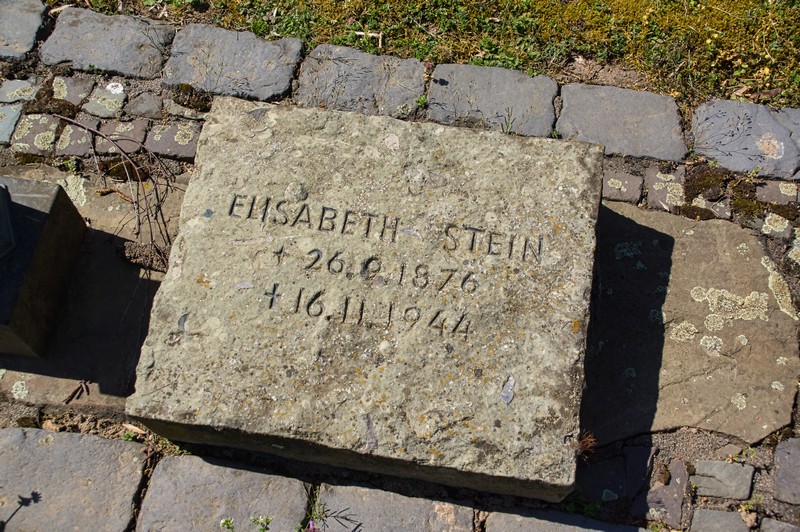 ELISABETH STEIN
+ 26.9.1876
+ 16.11.1944